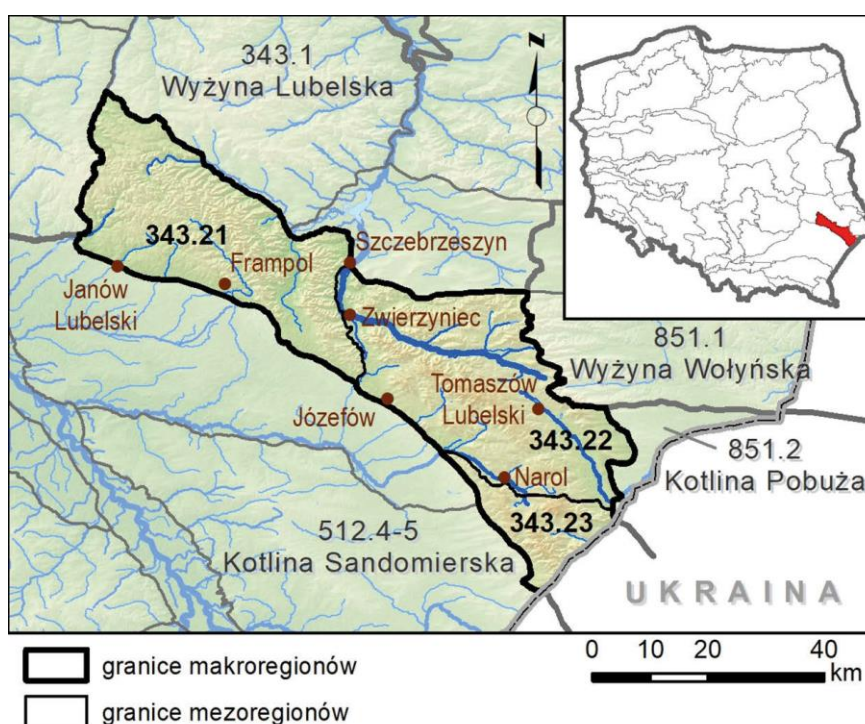 343.1
Wyżyna Lubelska
z
343.21
Szczebrzeszyn
Frampol
Janów
Lubelski
Zwierzyniec
851.1
Wyżyna Wołyńska
Tomaszów
Lubelski
Józefów
343.22
851.2
Kotlina Pobuża
Narol
343.23
512.4-5
Kotlina Sandomierska
UKRAINA
granice makroregionów
0 10 20 40
km
granice mezoregionów